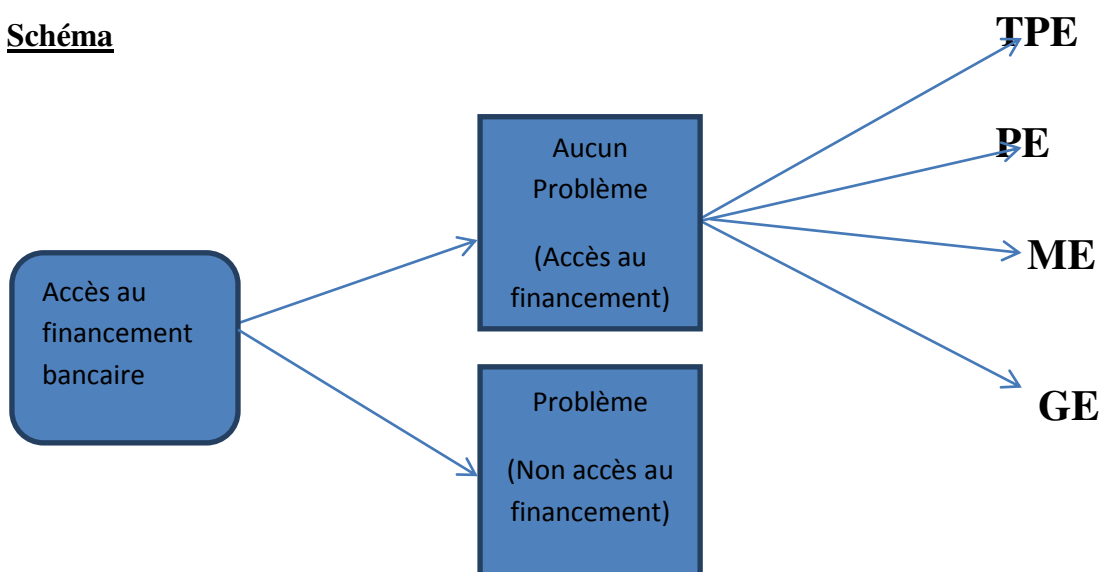 Schéma
Accès au
financement
bancaire
Aucun
Problème
(Accès au
financement)
Problème
(Non accès au
financement)
TPE
PE
ME
GE